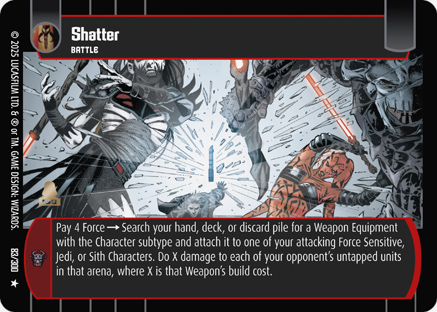 Shatter
BATTLE
Pay 4 Force → Search your hand, deck, or discard pile for a Weapon Equipment
with the Character subtype and attach it to one of your attacking Force Sensitive,
Jedi, or Sith Characters. Do X damage to each of your opponent's untapped units
in that arena, where X is that Weapon's build cost.
© 2025 LUCASFILM LTD. & ® or TM. GAME DESIGN: WIZARDS.